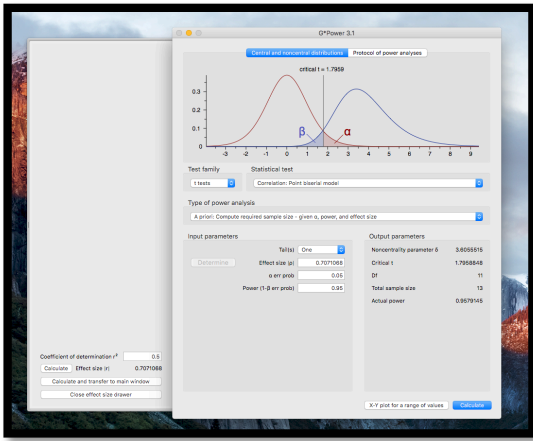 G*Power 3.1
Central and noncentral distributions Protocol of power analyses
critical t = 1.7959
0.3
0.2
0.1
0
β α
-3 -2 -1 0 1 2 3 4 5 6 7 8 9
Test family Statistical test
t tests Correlation: Point biserial model
Type of power analysis
A priori: Compute required sample size - given α, power, and effect size
Input parameters Output parameters
Tail(s) One Noncentrality parameter δ 3.6055515
Determine Effect size |ρ| 0.7071068 Critical t 1.7958848
α err prob 0.05 Df 11
Power (1-β err prob) 0.95 Total sample size 13
Actual power 0.9579145
Coefficient of determination r² 0.5
Calculate Effect size |r| 0.7071068
Calculate and transfer to main window
Close effect size drawer
X-Y plot for a range of values Calculate